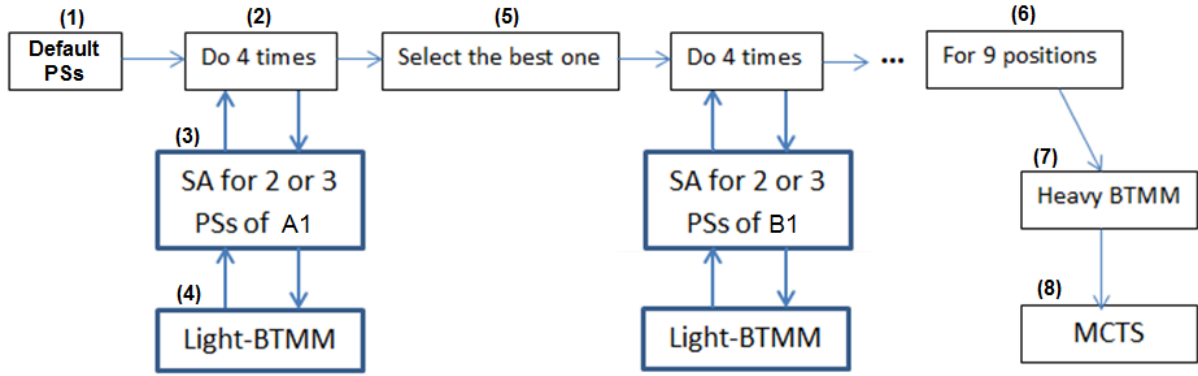 (1)
Default
PSs
(2)
Do 4 times
(3)
SA for 2 or 3
PSs of A1
(4)
Light-BTMM
(5)
Select the best one
Do 4 times
SA for 2 or 3
PSs of B1
Light-BTMM
...
(6)
For 9 positions
(7)
Heavy BTMM
(8)
MCTS